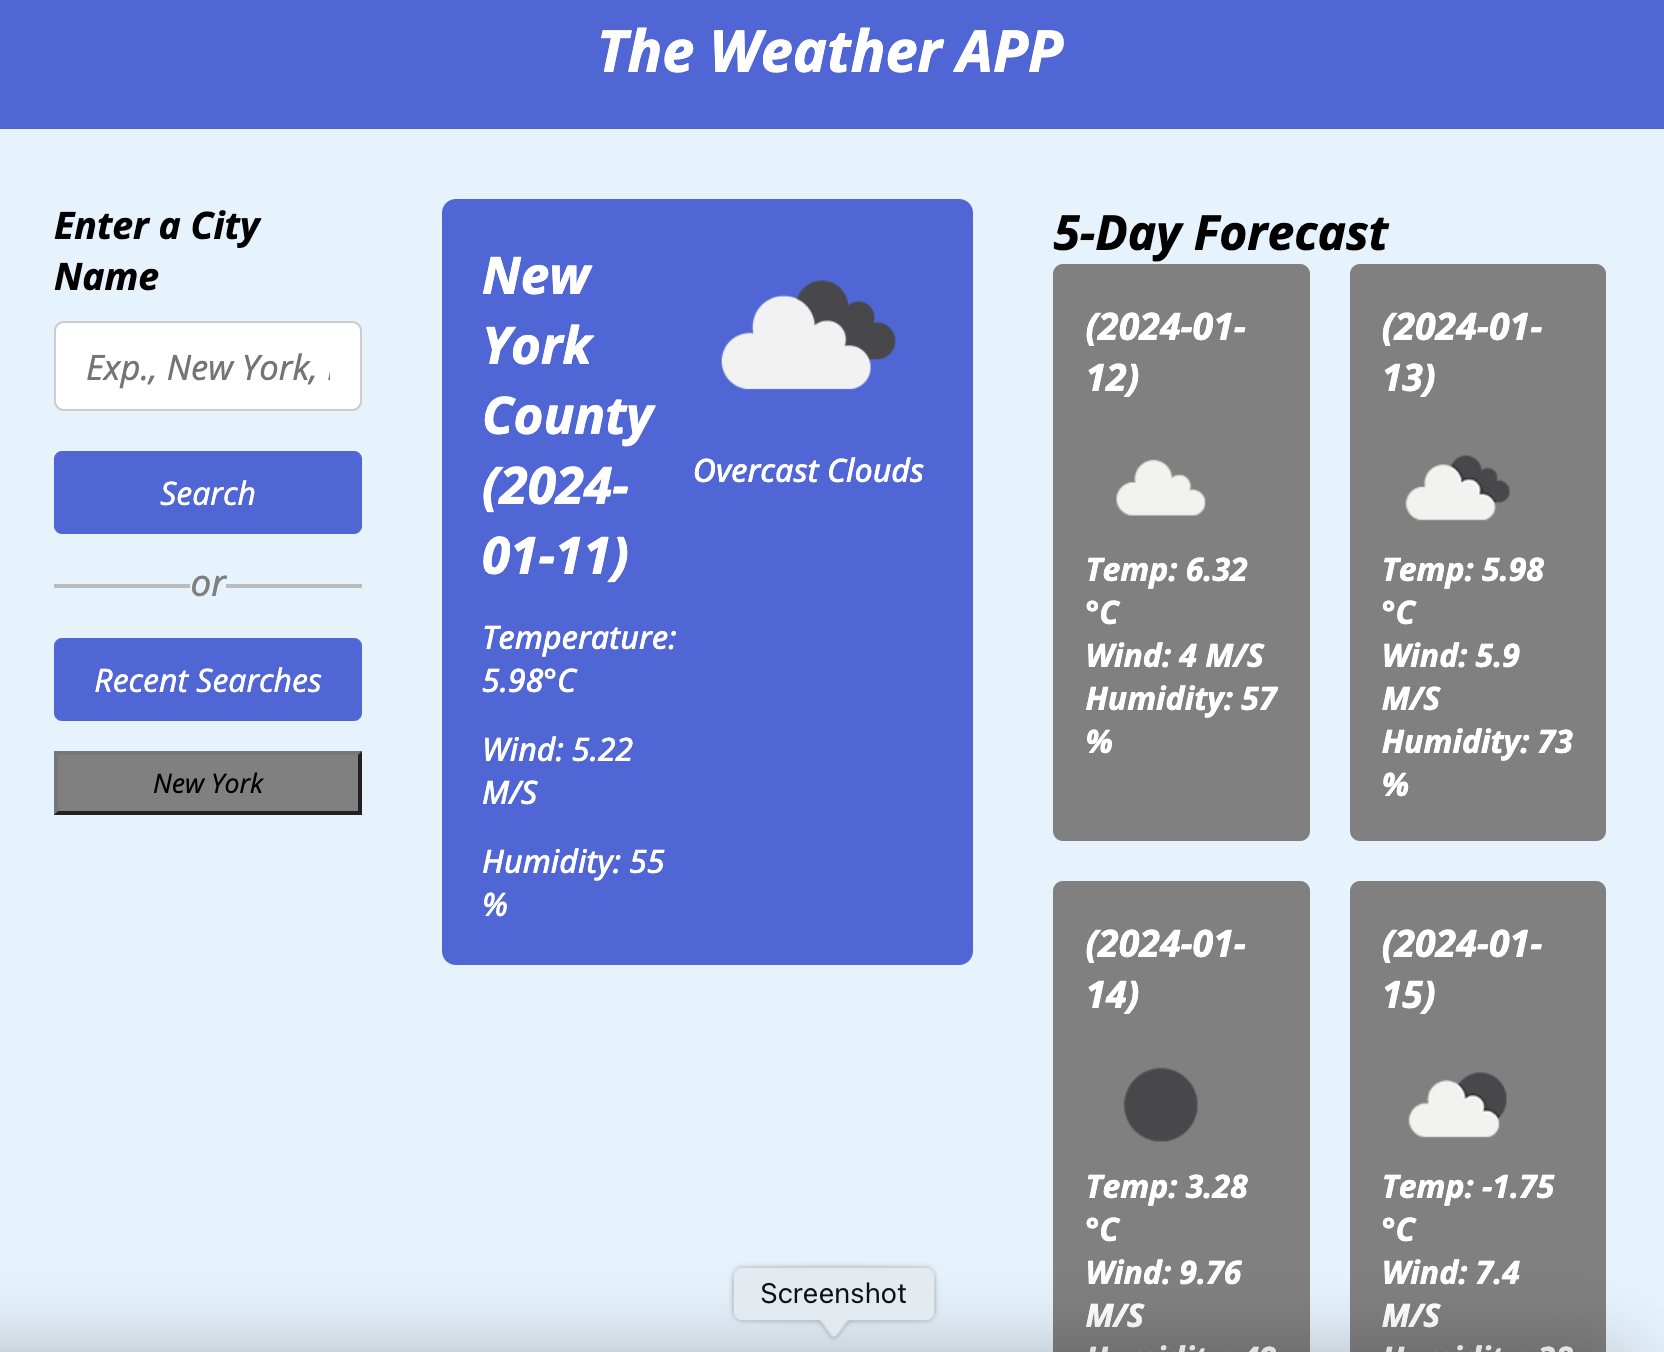 The Weather APP
Enter a City
Name
Exp., New York,
Search
or
Recent Searches
New York
New
York
County
(2024-
01-11)
Overcast Clouds
Temperature:
5.98°C
Wind: 5.22
M/S
Humidity: 55
%
5-Day Forecast
(2024-01-
12)
Temp: 6.32
°C
Wind: 4 M/S
Humidity: 57
%
(2024-01-
13)
Temp: 5.98
°C
Wind: 5.9
M/S
Humidity: 73
%
(2024-01-
14)
Temp: 3.28
°C
Wind: 9.76
M/S
(2024-01-
15)
Temp: -1.75
°C
Wind: 7.4
M/S
Screenshot